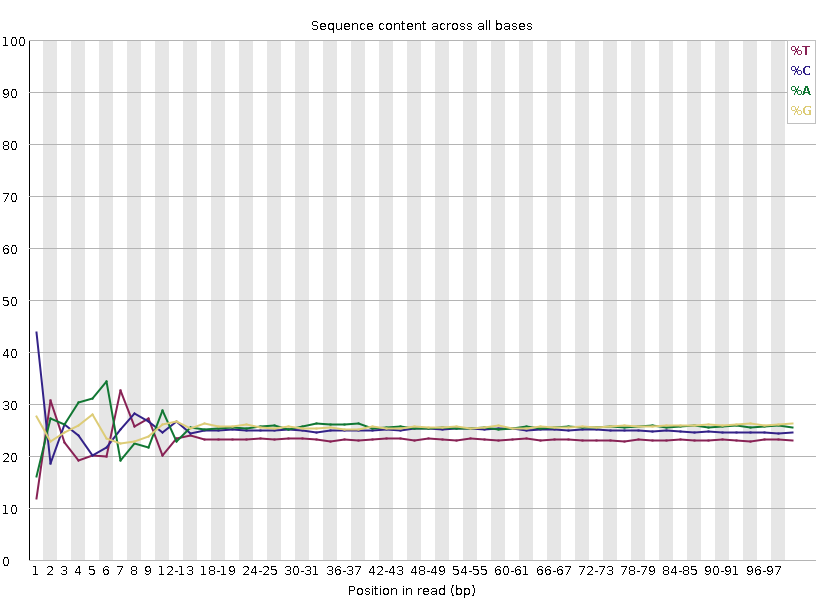 Sequence content across all bases
100
90
80
70
60
50
40
30
20
10
0
%T
%C
%A
%G
1 2 3 4 5 6 7 8 9 12-13 18-19 24-25 30-31 36-37 42-43 48-49 54-55 60-61 66-67 72-73 78-79 84-85 90-91 96-97
Position in read (bp)